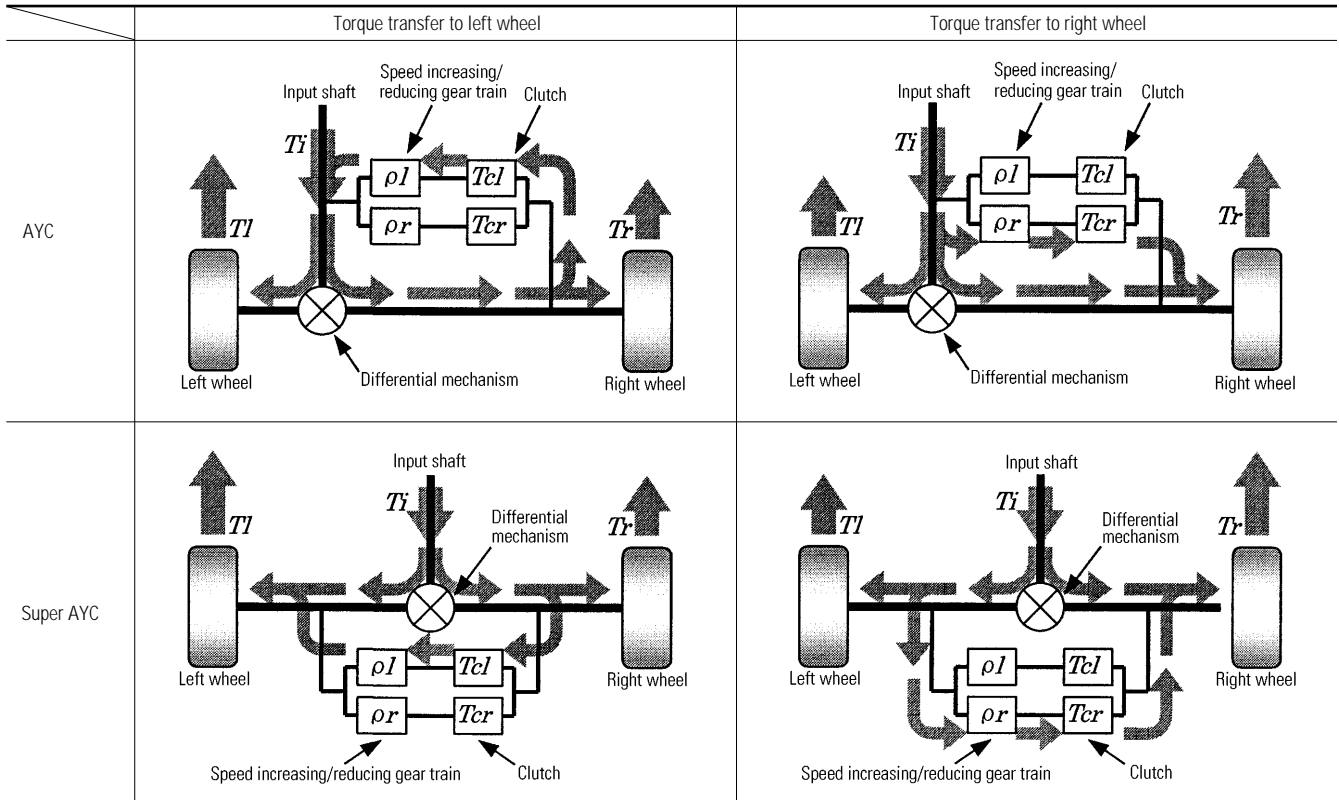 Torque transfer to left wheel
Torque transfer to right wheel
AYC
Speed increasing/
reducing gear train
Input shaft
Clutch
Ti
ρl
Tcl
ρr
Tcr
Tl
Tr
Left wheel
Differential mechanism
Right wheel
Speed increasing/
reducing gear train
Input shaft
Clutch
Ti
ρl
Tcl
ρr
Tcr
Tl
Tr
Left wheel
Differential mechanism
Right wheel
Super AYC
Input shaft
Ti
Differential
mechanism
Tl
Tr
Left wheel
Right wheel
ρl
Tcl
ρr
Tcr
Speed increasing/reducing gear train
Clutch
Input shaft
Ti
Differential
mechanism
Tl
Tr
Left wheel
Right wheel
ρl
Tcl
ρr
Tcr
Speed increasing/reducing gear train
Clutch